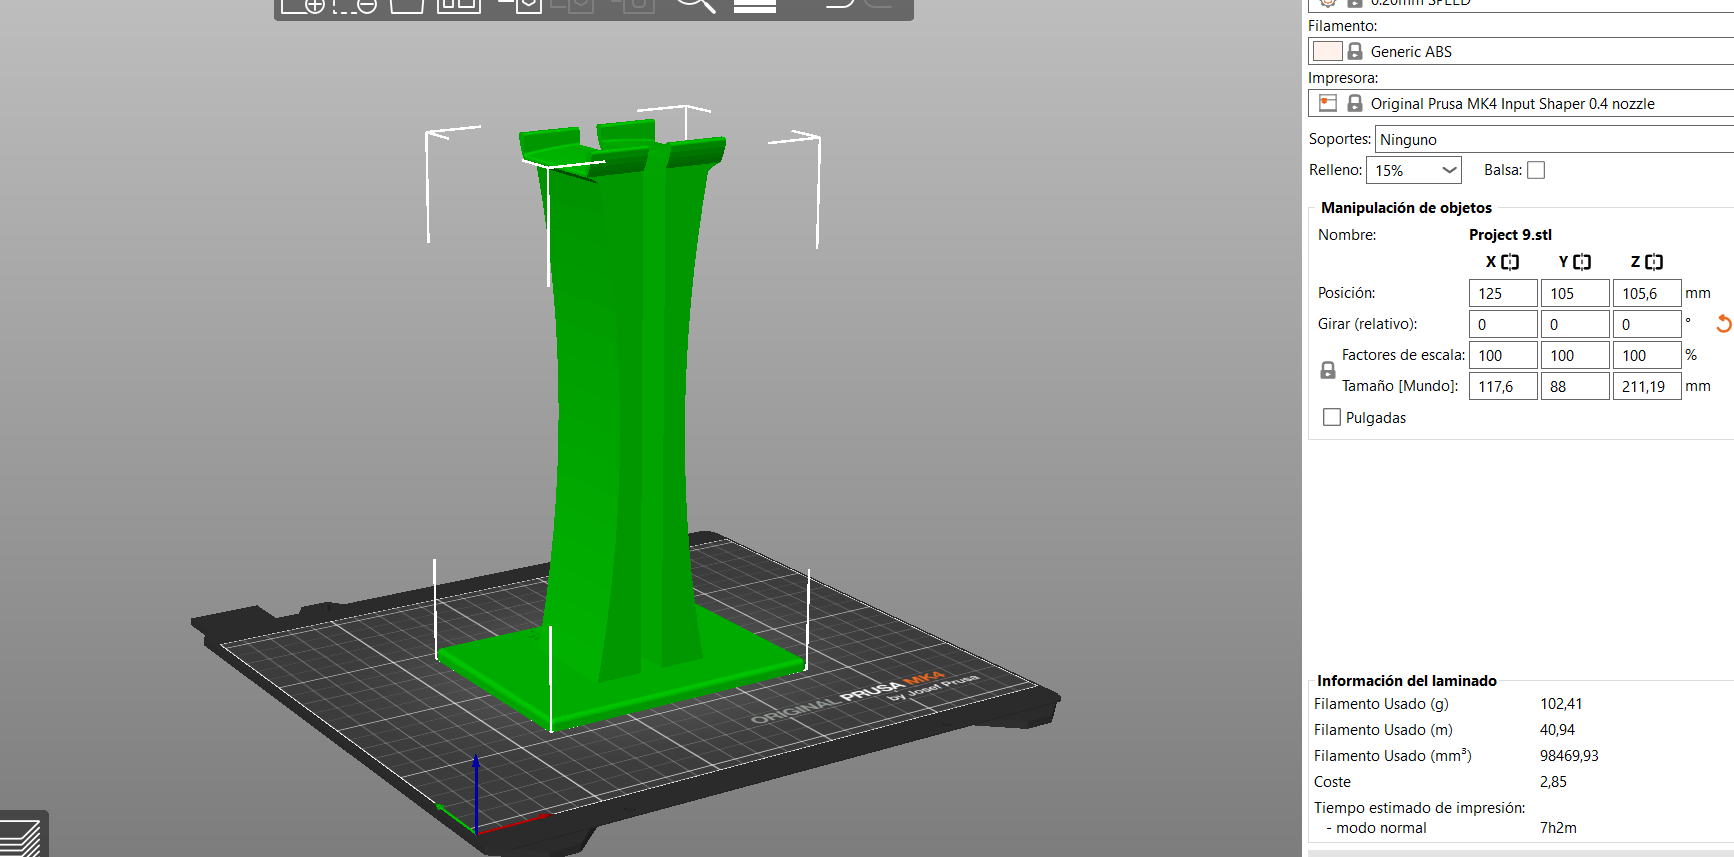 0.20mm SPEED
Filamento:
Generic ABS
Impresora:
Original Prusa MK4 Input Shaper 0.4 nozzle
Soportes: Ninguno
Relleno: 15% Balsa:
Manipulación de objetos
Nombre: Project 9.stl
X Y Z
Posición: 125 105 105,6 mm
Girar (relativo): 0 0 0 °
Factores de escala: 100 100 100 %
Tamaño [Mundo]: 117,6 88 211,19 mm
Pulgadas
ORIGINAL PRUSA MK4
by Josef Prusa
Información del laminado
Filamento Usado (g) 102,41
Filamento Usado (m) 40,94
Filamento Usado (mm³) 98469,93
Coste 2,85
Tiempo estimado de impresión:
- modo normal 7h2m